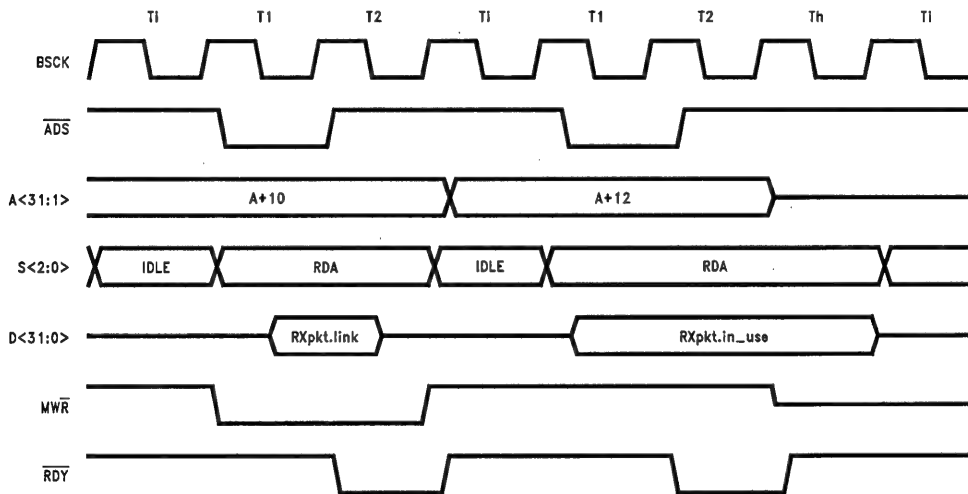 Ti T1 T2 Ti T1 T2 Th Ti
BSCK
ADS
A<31:1> A+10 A+12
S<2:0> IDLE RDA IDLE RDA
D<31:0> RXpkt.link RXpkt.in_use
MWR̅
RDY